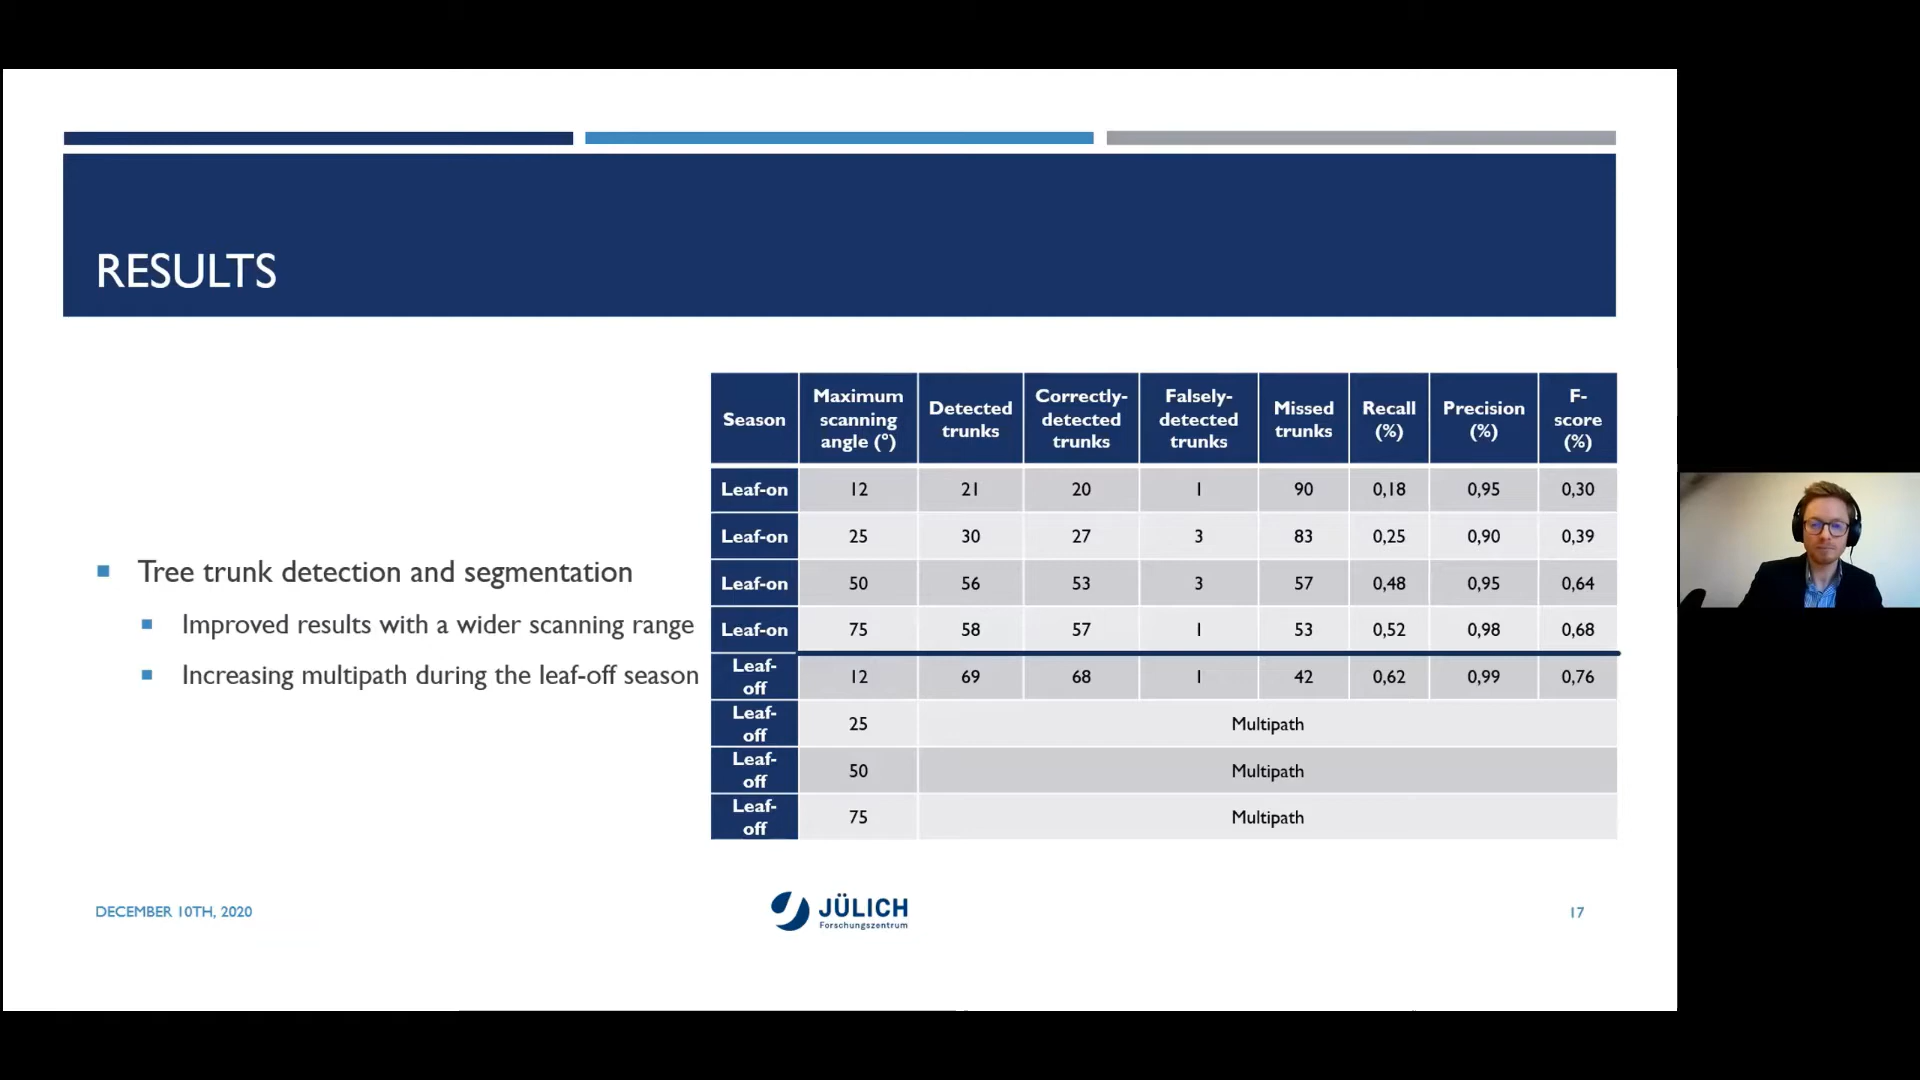 RESULTS
Tree trunk detection and segmentation
Improved results with a wider scanning range
Increasing multipath during the leaf-off season
Season Maximum scanning angle (°) Detected trunks Correctly-detected trunks Falsely-detected trunks Missed trunks Recall (%) Precision (%) F-score (%)
Leaf-on 12 21 20 1 90 0,18 0,95 0,30
Leaf-on 25 30 27 3 83 0,25 0,90 0,39
Leaf-on 50 56 53 3 57 0,48 0,95 0,64
Leaf-on 75 58 57 1 53 0,52 0,98 0,68
Leaf-off 12 69 68 1 42 0,62 0,99 0,76
Leaf-off 25 Multipath
Leaf-off 50 Multipath
Leaf-off 75 Multipath
DECEMBER 10TH, 2020
JÜLICH
Forschungszentrum
17